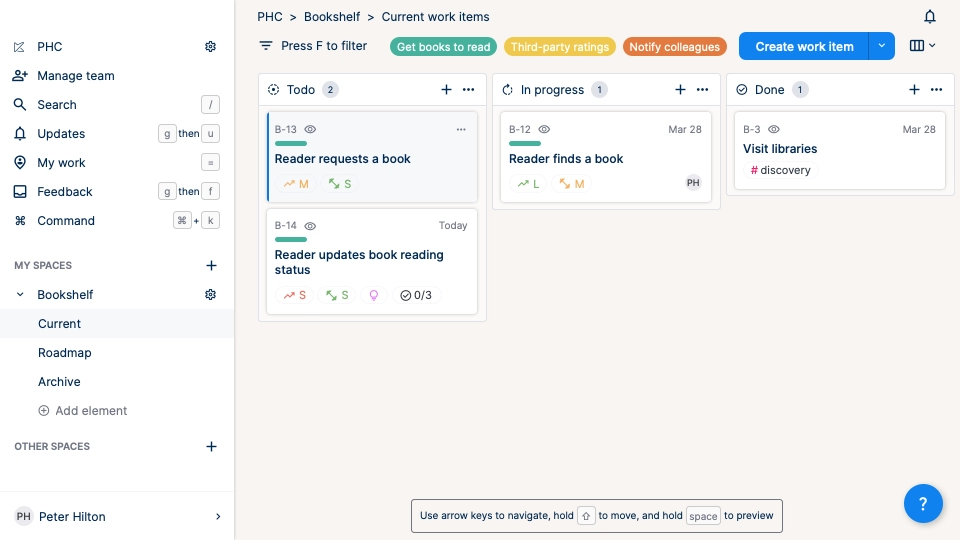 PHC > Bookshelf > Current work items
PHC
Press F to filter
Get books to read
Third-party ratings
Notify colleagues
Create work item
Manage team
Search /
Updates g then u
My work =
Feedback g then f
Command ⌘ + k
MY SPACES
Bookshelf
Current
Roadmap
Archive
Add element
OTHER SPACES
PH Peter Hilton
Todo 2
B-13
Reader requests a book
M S
B-14 Today
Reader updates book reading
status
S S 0/3
In progress 1
B-12 Mar 28
Reader finds a book
L M PH
Done 1
B-3 Mar 28
Visit libraries
# discovery
Use arrow keys to navigate, hold ⇧ to move, and hold space to preview
?